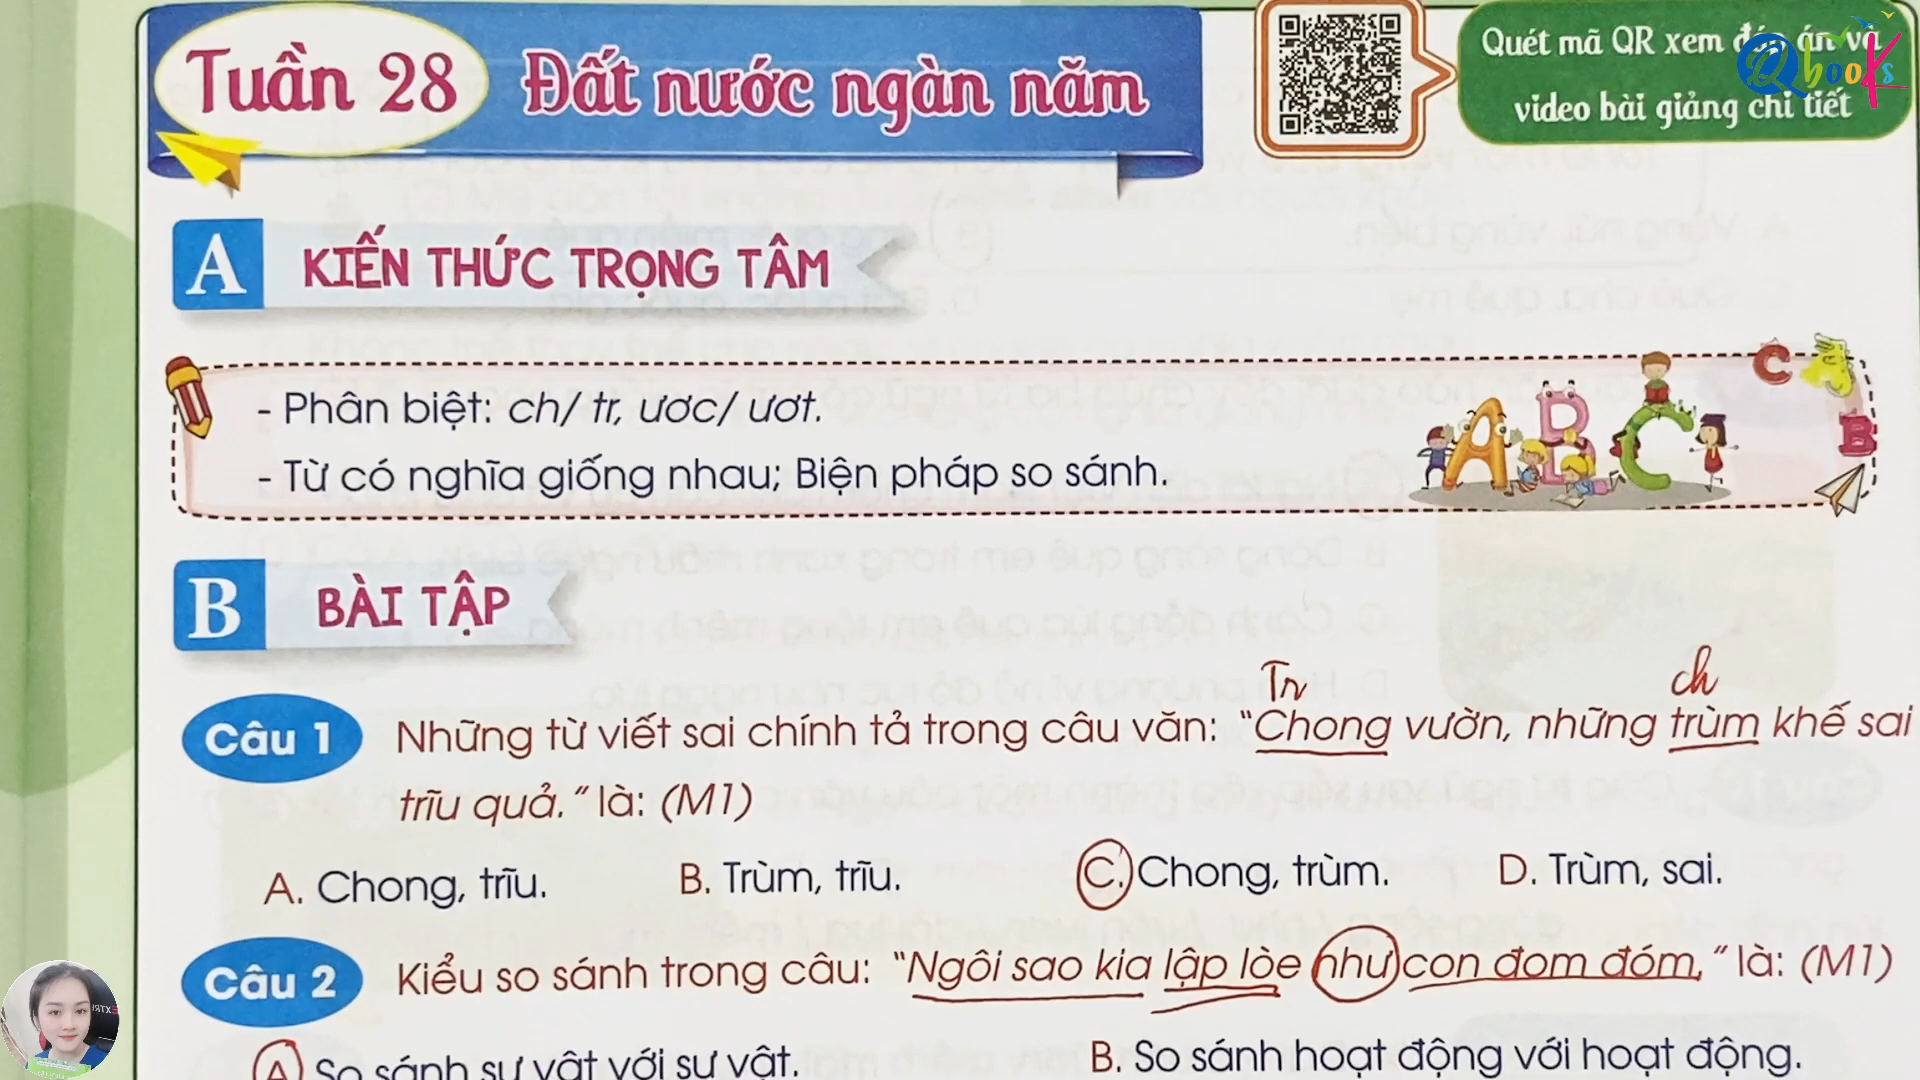 Tuần 28 Đất nước ngàn năm
Quét mã QR xem đáp án và
video bài giảng chi tiết
Qbooks
A KIẾN THỨC TRỌNG TÂM
- Phân biệt: ch/ tr, ươc/ ươt.
- Từ có nghĩa giống nhau; Biện pháp so sánh.
ABC
C
B
B BÀI TẬP
Tr ch
Câu 1 Những từ viết sai chính tả trong câu văn: “Chong vườn, những trùm khế sai
trĩu quả.” là: (M1)
A. Chong, trĩu. B. Trùm, trĩu. C. Chong, trùm. D. Trùm, sai.
Câu 2 Kiểu so sánh trong câu: “Ngôi sao kia lập lòe như con đom đóm.” là: (M1)
A So sánh sự vật với sự vật. B. So sánh hoạt động với hoạt động.